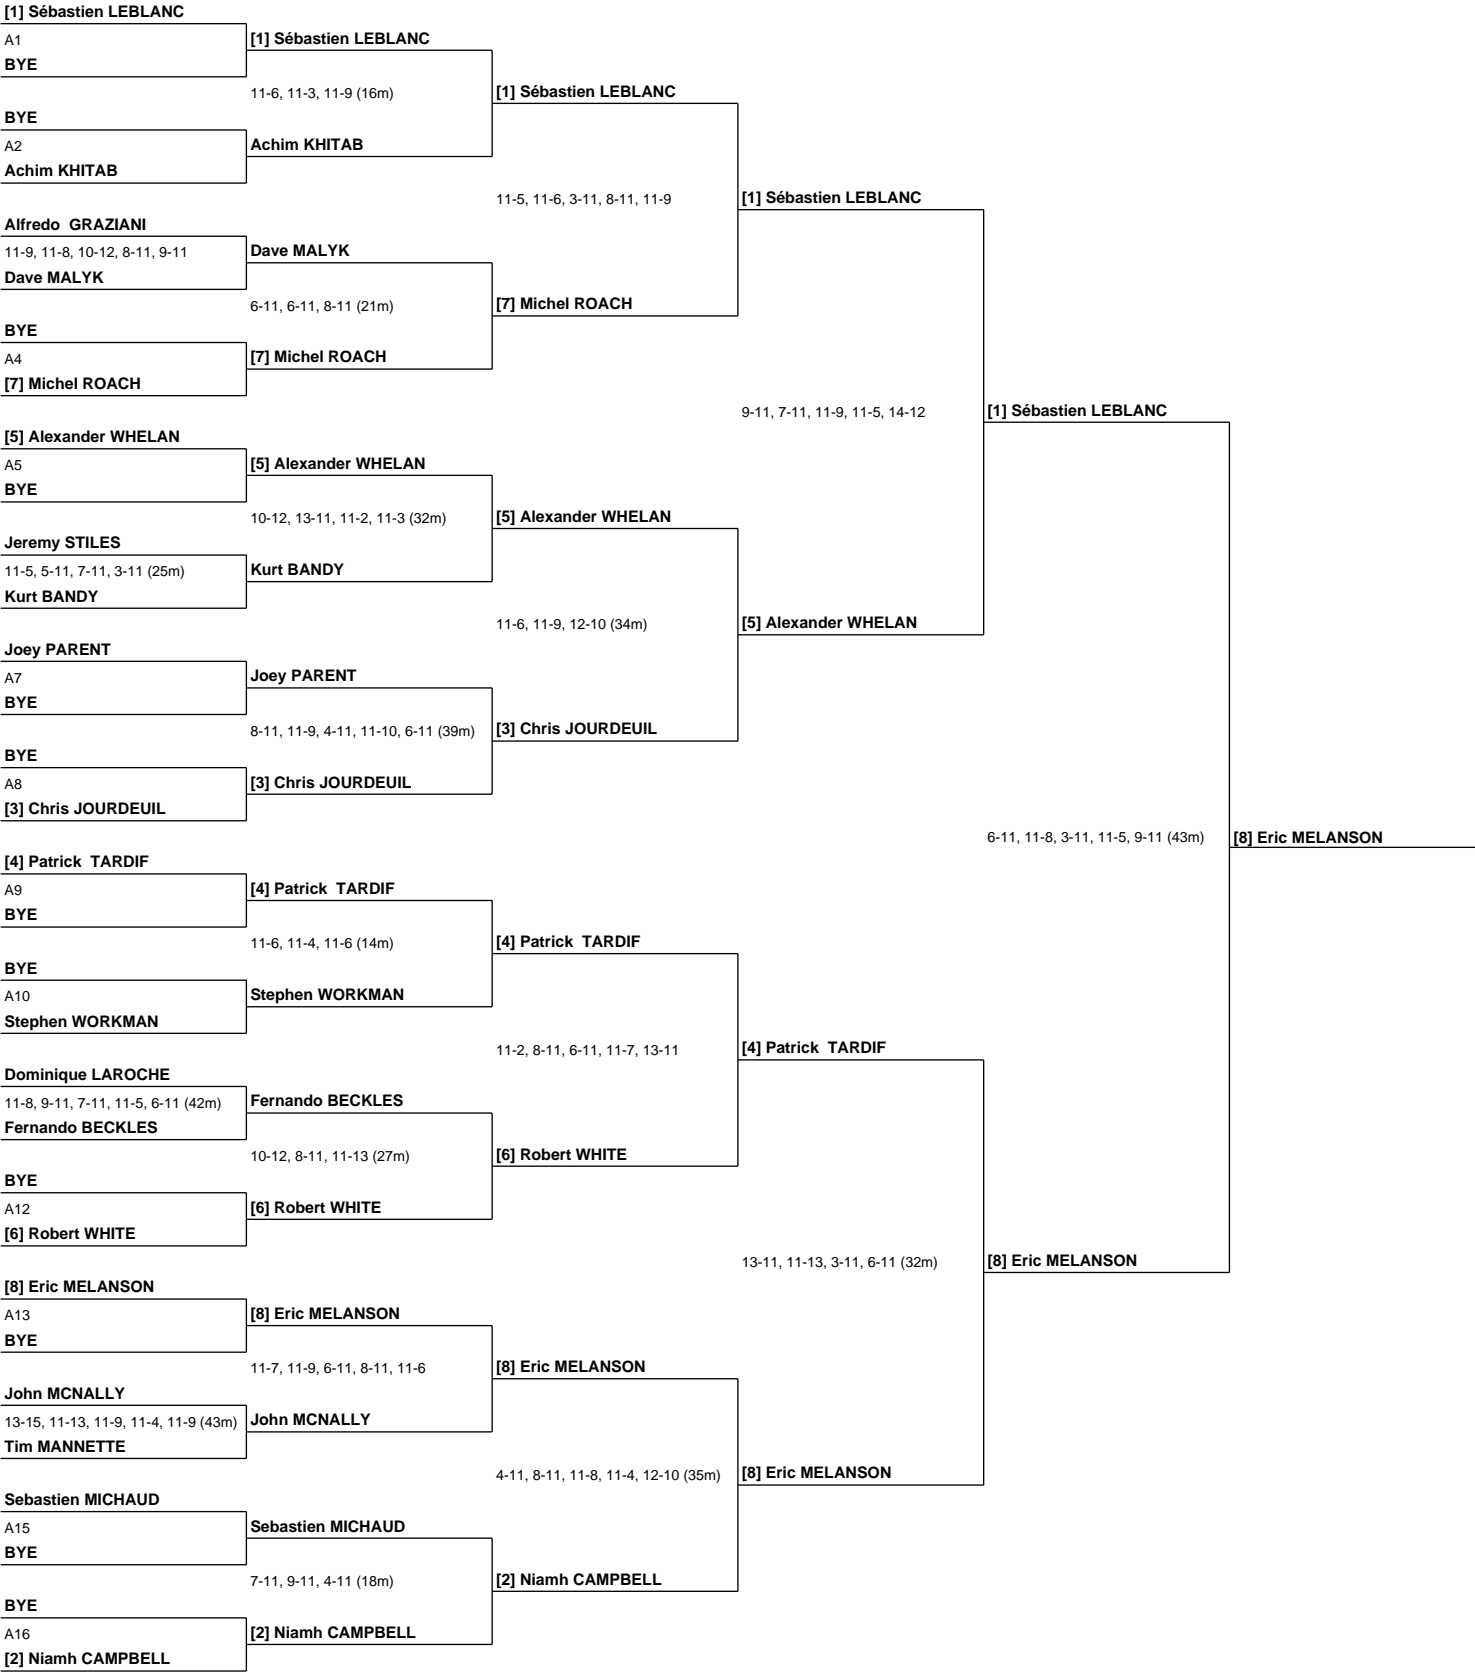 [1] Sébastien LEBLANC
A1
BYE
BYE
A2
Achim KHITAB
Alfredo  GRAZIANI
11-9, 11-8, 10-12, 8-11, 9-11
Dave MALYK
BYE
A4
[7] Michel ROACH
[5] Alexander WHELAN
A5
BYE
Jeremy STILES
11-5, 5-11, 7-11, 3-11 (25m)
Kurt BANDY
Joey PARENT
A7
BYE
BYE
A8
[3] Chris JOURDEUIL
[4] Patrick  TARDIF
A9
BYE
BYE
A10
Stephen WORKMAN
Dominique LAROCHE
11-8, 9-11, 7-11, 11-5, 6-11 (42m)
Fernando BECKLES
BYE
A12
[6] Robert WHITE
[8] Eric MELANSON
A13
BYE
John MCNALLY
13-15, 11-13, 11-9, 11-4, 11-9 (43m)
Tim MANNETTE
Sebastien MICHAUD
A15
BYE
BYE
A16
[2] Niamh CAMPBELL
[1] Sébastien LEBLANC
11-6, 11-3, 11-9 (16m)
Achim KHITAB
Dave MALYK
6-11, 6-11, 8-11 (21m)
[7] Michel ROACH
[5] Alexander WHELAN
10-12, 13-11, 11-2, 11-3 (32m)
Kurt BANDY
Joey PARENT
8-11, 11-9, 4-11, 11-10, 6-11 (39m)
[3] Chris JOURDEUIL
[4] Patrick  TARDIF
11-6, 11-4, 11-6 (14m)
Stephen WORKMAN
Fernando BECKLES
10-12, 8-11, 11-13 (27m)
[6] Robert WHITE
[8] Eric MELANSON
11-7, 11-9, 6-11, 8-11, 11-6
John MCNALLY
Sebastien MICHAUD
7-11, 9-11, 4-11 (18m)
[2] Niamh CAMPBELL
[1] Sébastien LEBLANC
11-5, 11-6, 3-11, 8-11, 11-9
[7] Michel ROACH
[5] Alexander WHELAN
11-6, 11-9, 12-10 (34m)
[3] Chris JOURDEUIL
[4] Patrick  TARDIF
11-2, 8-11, 6-11, 11-7, 13-11
[6] Robert WHITE
[8] Eric MELANSON
4-11, 8-11, 11-8, 11-4, 12-10 (35m)
[2] Niamh CAMPBELL
[1] Sébastien LEBLANC
9-11, 7-11, 11-9, 11-5, 14-12
[5] Alexander WHELAN
[4] Patrick  TARDIF
13-11, 11-13, 3-11, 6-11 (32m)
[8] Eric MELANSON
[1] Sébastien LEBLANC
6-11, 11-8, 3-11, 11-5, 9-11 (43m)
[8] Eric MELANSON
[8] Eric MELANSON